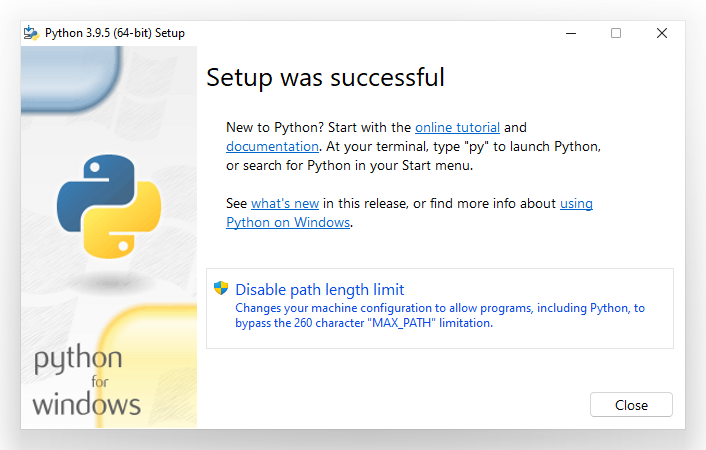 Python 3.9.5 (64-bit) Setup
Setup was successful
New to Python? Start with the online tutorial and
documentation. At your terminal, type "py" to launch Python,
or search for Python in your Start menu.
See what's new in this release, or find more info about using
Python on Windows.
Disable path length limit
Changes your machine configuration to allow programs, including Python, to
bypass the 260 character "MAX_PATH" limitation.
python
for
windows
Close